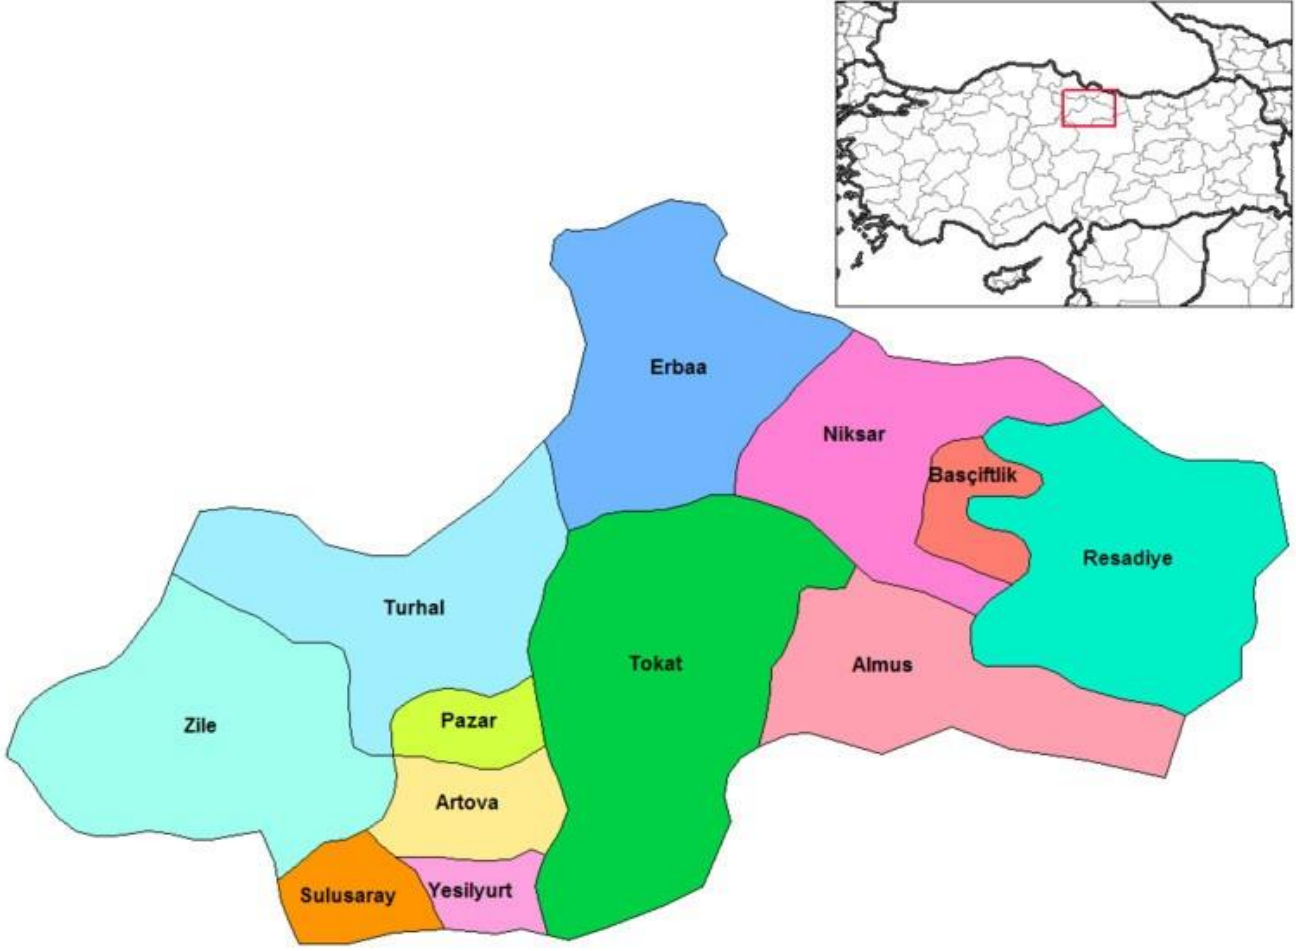 Erbaa
Niksar
Basçiftlik
Resadiye
Turhal
Tokat
Almus
Zile
Pazar
Artova
Sulusaray
Yesilyurt